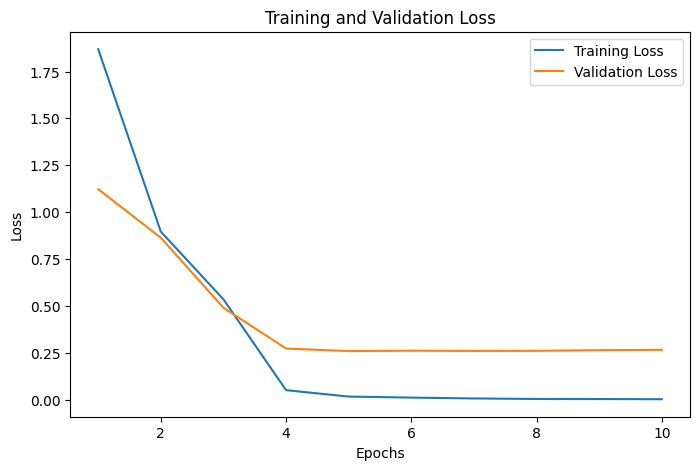 Training and Validation Loss
Training Loss
Validation Loss
1.75
1.50
1.25
1.00
0.75
0.50
0.25
0.00
Loss
2 4 6 8 10
Epochs